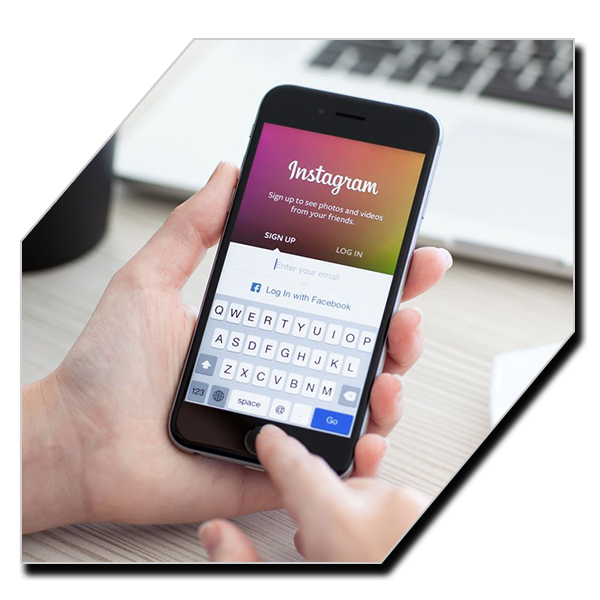 Instagram
Sign up to see photos and videos
from your friends.
SIGN UP LOG IN
Enter your email
Log In with Facebook
Q W E R T Y U I O P
A S D F G H J K L
Z X C V B N M
123 space @ . Go